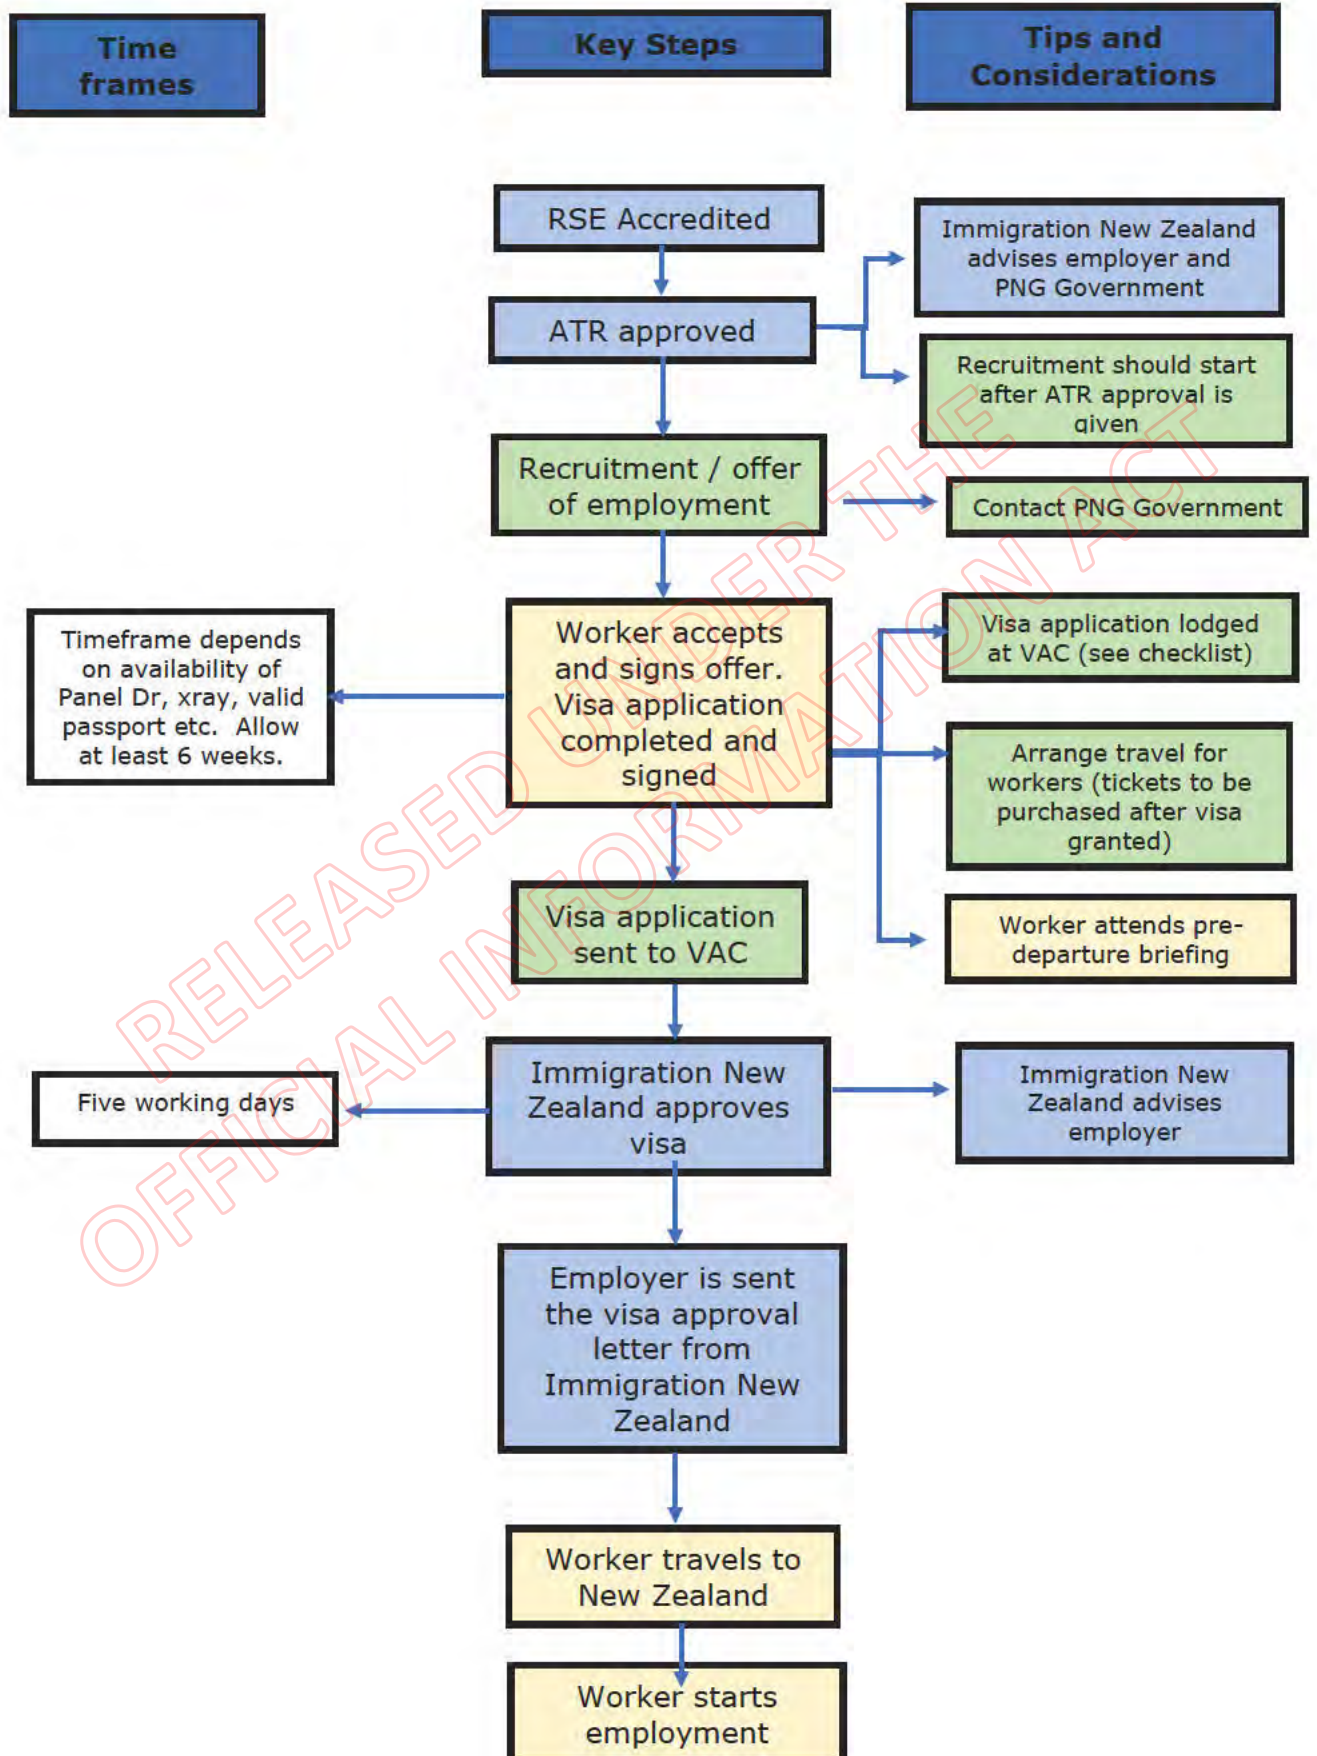 Time
frames
Key Steps
Tips and
Considerations
RSE Accredited
Immigration New Zealand
advises employer and
PNG Government
ATR approved
Recruitment should start
after ATR approval is
given
Recruitment / offer
of employment
Contact PNG Government
Timeframe depends
on availability of
Panel Dr, xray, valid
passport etc. Allow
at least 6 weeks.
Worker accepts
and signs offer.
Visa application
completed and
signed
Visa application lodged
at VAC (see checklist)
Arrange travel for
workers (tickets to be
purchased after visa
granted)
Worker attends pre-
departure briefing
Visa application
sent to VAC
Five working days
Immigration New
Zealand approves
visa
Immigration New
Zealand advises
employer
Employer is sent
the visa approval
letter from
Immigration New
Zealand
Worker travels to
New Zealand
Worker starts
employment
RELEASED UNDER THE
OFFICIAL INFORMATION ACT